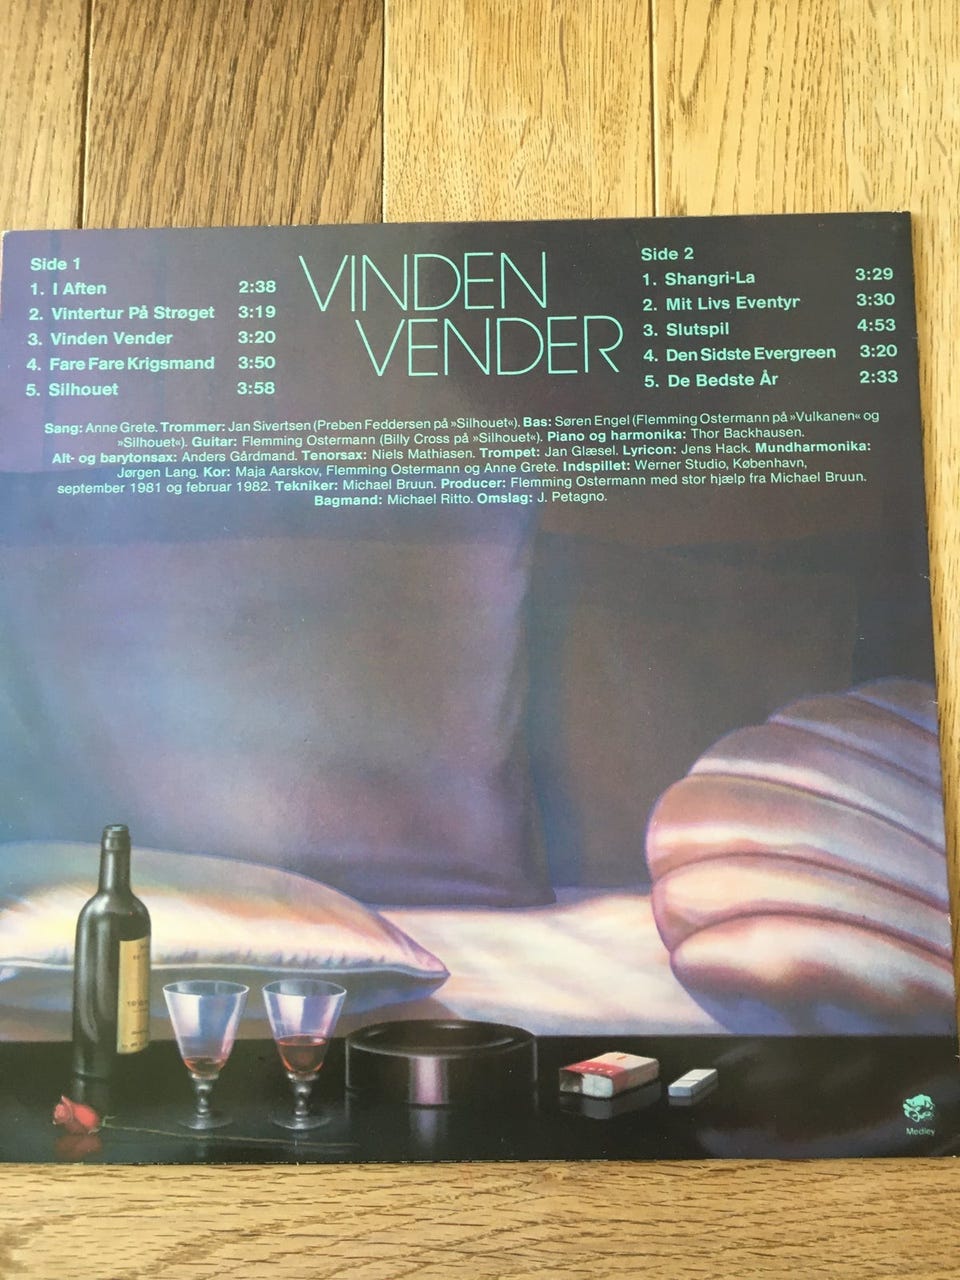 VINDEN
VENDER
Side 1
1. I Aften 2:38
2. Vintertur På Strøget 3:19
3. Vinden Vender 3:20
4. Fare Fare Krigsmand 3:50
5. Silhouet 3:58
Side 2
1. Shangri-La 3:29
2. Mit Livs Eventyr 3:30
3. Slutspil 4:53
4. Den Sidste Evergreen 3:20
5. De Bedste År 2:33
Sang: Anne Grete. Trommer: Jan Sivertsen (Preben Feddersen på »Silhouet«). Bas: Søren Engel (Flemming Ostermann på »Vulkanen« og
»Silhouet«). Guitar: Flemming Ostermann (Billy Cross på »Silhouet«). Piano og harmonika: Thor Backhausen.
Alt- og barytonsax: Anders Gårdmand. Tenorsax: Niels Mathiasen. Trompet: Jan Glæsel. Lyricon: Jens Hack. Mundharmonika:
Jørgen Lang. Kor: Maja Aarskov, Flemming Ostermann og Anne Grete. Indspillet: Werner Studio, København,
september 1981 og februar 1982. Tekniker: Michael Bruun. Producer: Flemming Ostermann med stor hjælp fra Michael Bruun.
Bagmand: Michael Ritto. Omslag: J. Petagno.
Medley